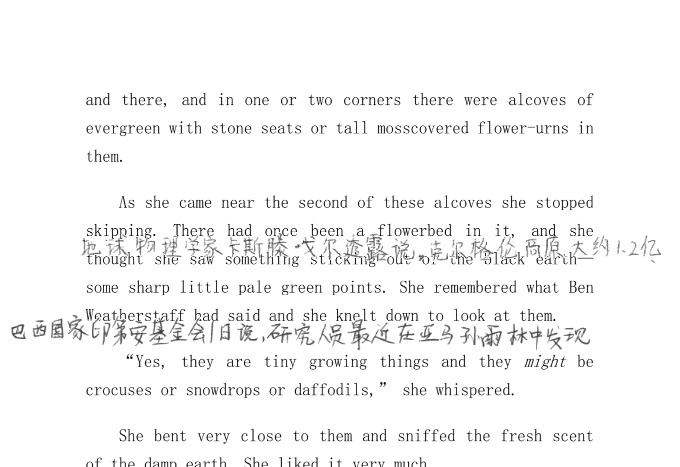 and there, and in one or two corners there were alcoves of
evergreen with stone seats or tall mosscovered flower-urns in
them.
As she came near the second of these alcoves she stopped
skipping. There had once been a flowerbed in it, and she
地球物理学家卡斯滕·戈尔透露说,克尔格伦高原大约1.2亿
thought she saw something sticking out of the black earth—
some sharp little pale green points. She remembered what Ben
Weatherstaff had said and she knelt down to look at them.
巴西国家印第安基金会1日说,研究人员最近在亚马孙雨林中发现
“Yes, they are tiny growing things and they might be
crocuses or snowdrops or daffodils,” she whispered.
She bent very close to them and sniffed the fresh scent
of the damp earth. She liked it very much.